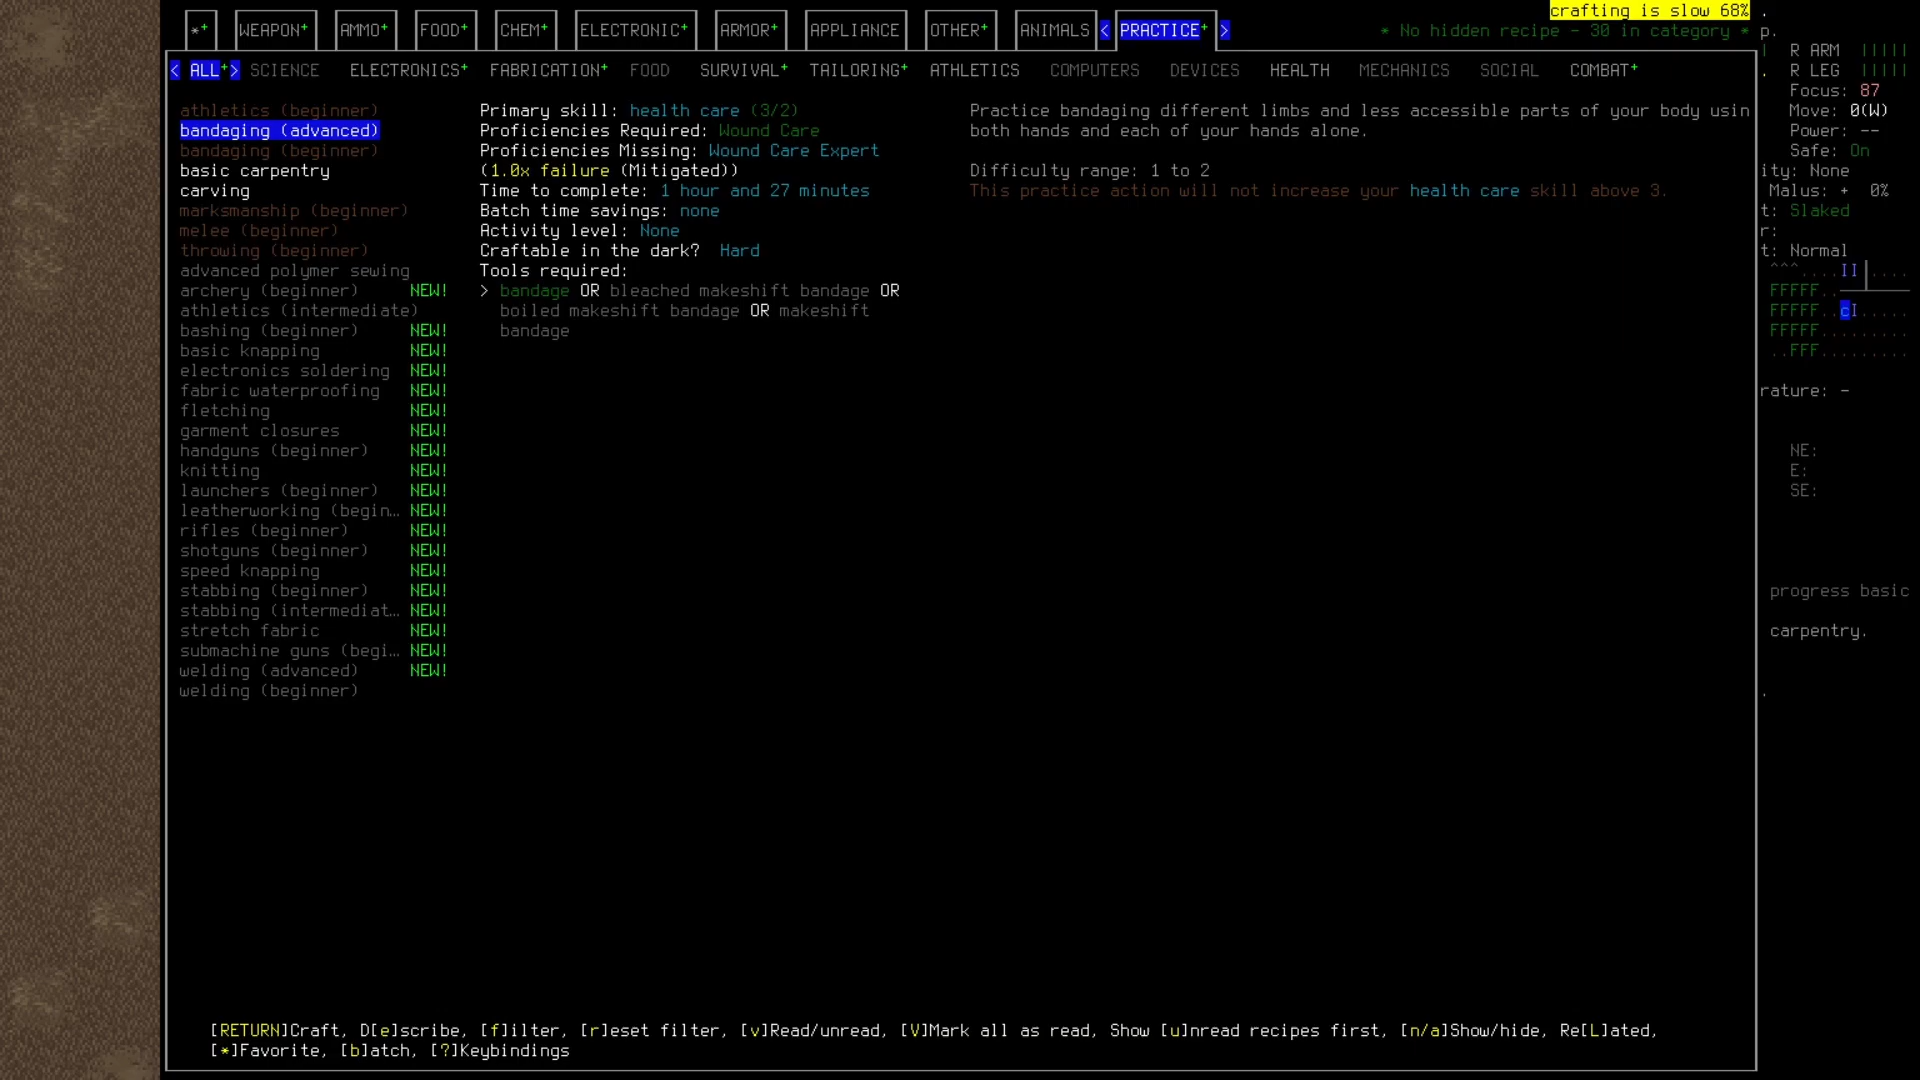 crafting is slow 68% .
*+ WEAPON+ AMMO+ FOOD+ CHEM+ ELECTRONIC+ ARMOR+ APPLIANCE OTHER+ ANIMALS < PRACTICE+ > * No hidden recipe - 30 in category * p.
R ARM |||||
< ALL+> SCIENCE ELECTRONICS+ FABRICATION+ FOOD SURVIVAL+ TAILORING+ ATHLETICS COMPUTERS DEVICES HEALTH MECHANICS SOCIAL COMBAT+ . R LEG |||||
Focus: 87
athletics (beginner) Primary skill: health care (3/2) Practice bandaging different limbs and less accessible parts of your body usin Move: 0(W)
bandaging (advanced) Proficiencies Required: Wound Care both hands and each of your hands alone. Power: --
bandaging (beginner) Proficiencies Missing: Wound Care Expert Safe: On
basic carpentry (1.0x failure (Mitigated)) Difficulty range: 1 to 2 ity: None
carving Time to complete: 1 hour and 27 minutes This practice action will not increase your health care skill above 3. Malus: + 0%
marksmanship (beginner) Batch time savings: none t: Slaked
melee (beginner) Activity level: None r:
throwing (beginner) Craftable in the dark? Hard t: Normal
advanced polymer sewing Tools required: ^^^....II|....
archery (beginner) NEW! > bandage OR bleached makeshift bandage OR FFFFF..
athletics (intermediate) boiled makeshift bandage OR makeshift FFFFF..cI.....
bashing (beginner) NEW! bandage FFFFF.........
basic knapping NEW! ..FFF.........
electronics soldering NEW!
fabric waterproofing NEW! rature: -
fletching NEW!
garment closures NEW!
handguns (beginner) NEW! NE:
knitting NEW! E:
launchers (beginner) NEW! SE:
leatherworking (begin… NEW!
rifles (beginner) NEW!
shotguns (beginner) NEW!
speed knapping NEW!
stabbing (beginner) NEW! progress basic
stabbing (intermediat… NEW!
stretch fabric NEW! carpentry.
submachine guns (begi… NEW!
welding (advanced) NEW!
welding (beginner) .
[RETURN]Craft, D[e]scribe, [f]ilter, [r]eset filter, [v]Read/unread, [V]Mark all as read, Show [u]nread recipes first, [n/a]Show/hide, Re[L]ated,
[*]Favorite, [b]atch, [?]Keybindings